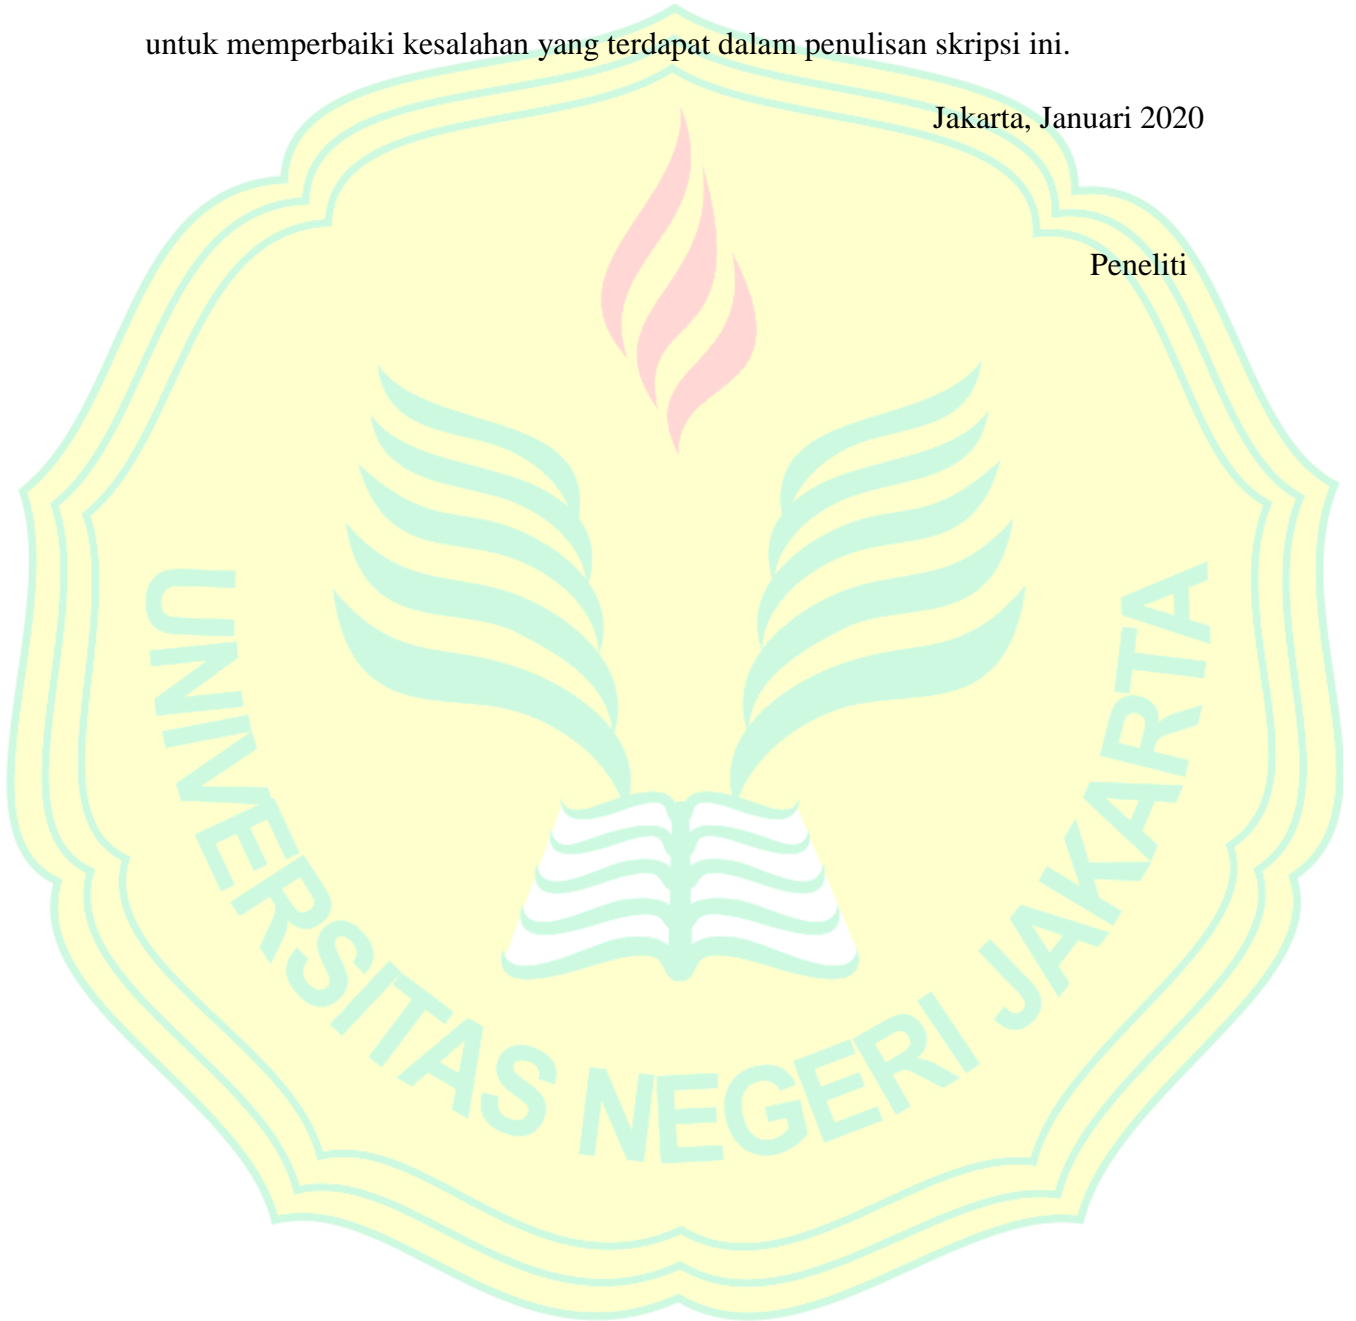 untuk memperbaiki kesalahan yang terdapat dalam penulisan skripsi ini.
Jakarta, Januari 2020
Peneliti
UNIVERSITAS NEGERI JAKARTA